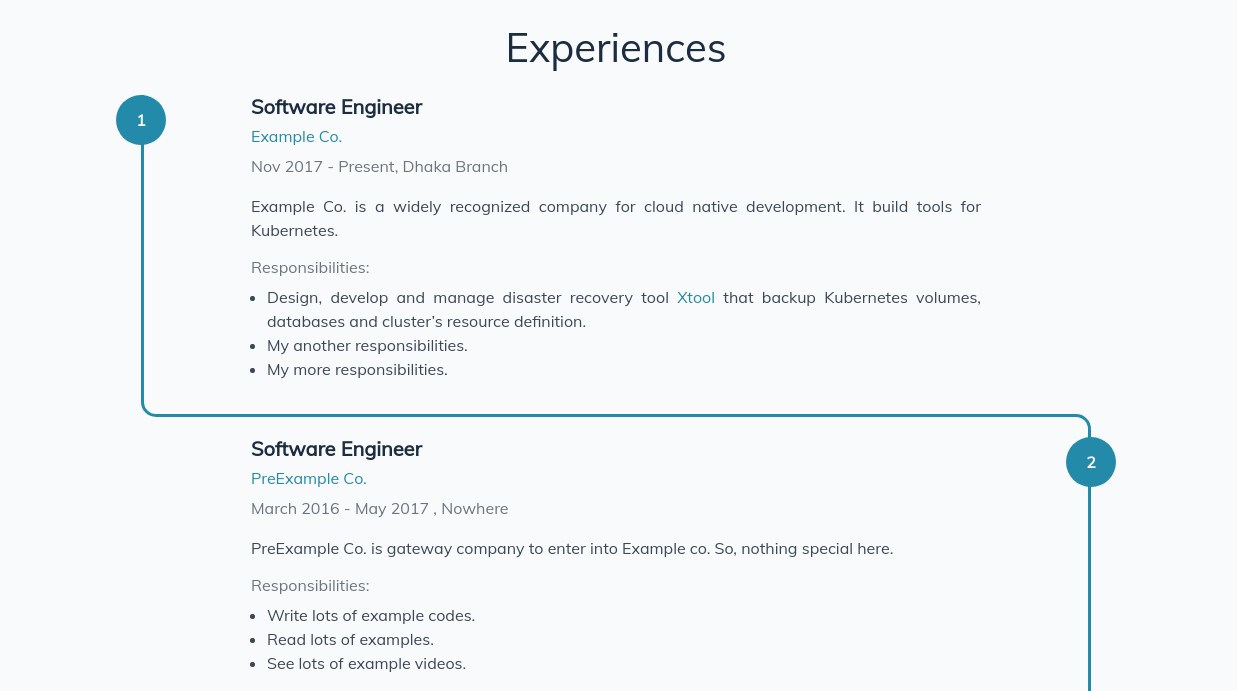 Experiences
1
Software Engineer
Example Co.
Nov 2017 - Present, Dhaka Branch
Example Co. is a widely recognized company for cloud native development. It build tools for
Kubernetes.
Responsibilities:
Design, develop and manage disaster recovery tool Xtool that backup Kubernetes volumes,
databases and cluster’s resource definition.
My another responsibilities.
My more responsibilities.
Software Engineer
2
PreExample Co.
March 2016 - May 2017 , Nowhere
PreExample Co. is gateway company to enter into Example co. So, nothing special here.
Responsibilities:
Write lots of example codes.
Read lots of examples.
See lots of example videos.